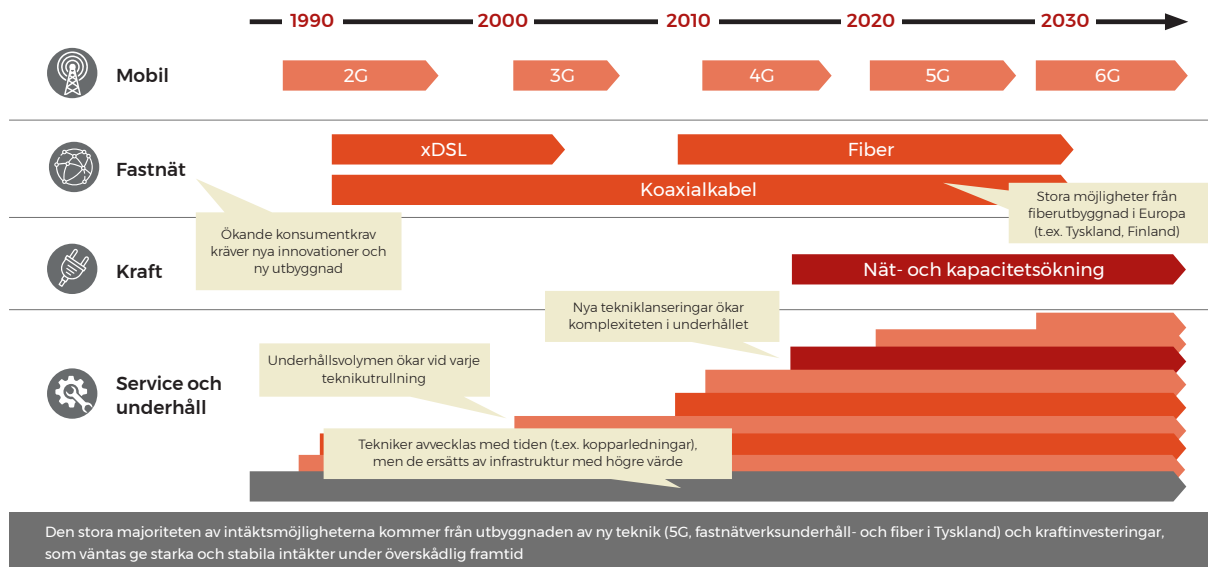 1990 2000 2010 2020 2030
Mobil
2G 3G 4G 5G 6G
Fastnät
xDSL Fiber
Koaxialkabel
Ökande konsumentkrav
kräver nya innovationer och
ny utbyggnad
Stora möjligheter från
fiberutbyggnad i Europa
(t.ex. Tyskland, Finland)
Kraft
Nät- och kapacitetsökning
Service och
underhåll
Nya tekniklanseringar ökar
komplexiteten i underhållet
Underhållsvolymen ökar vid varje
teknikutrullning
Tekniker avvecklas med tiden (t.ex. kopparledningar),
men de ersätts av infrastruktur med högre värde
Den stora majoriteten av intäktsmöjligheterna kommer från utbyggnaden av ny teknik (5G, fastnätverksunderhåll- och fiber i Tyskland) och kraftinvesteringar,
som väntas ge starka och stabila intäkter under överskådlig framtid